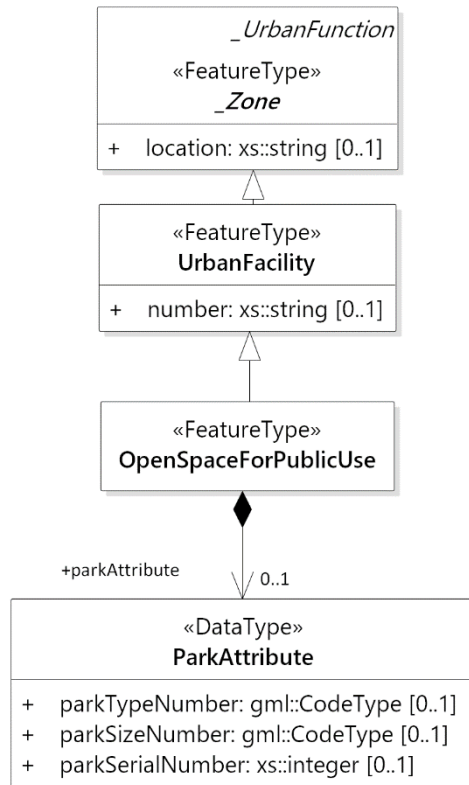 _UrbanFunction
«FeatureType»
_Zone
+ location: xs::string [0..1]
«FeatureType»
UrbanFacility
+ number: xs::string [0..1]
«FeatureType»
OpenSpaceForPublicUse
+parkAttribute
0..1
«DataType»
ParkAttribute
+ parkTypeNumber: gml::CodeType [0..1]
+ parkSizeNumber: gml::CodeType [0..1]
+ parkSerialNumber: xs::integer [0..1]